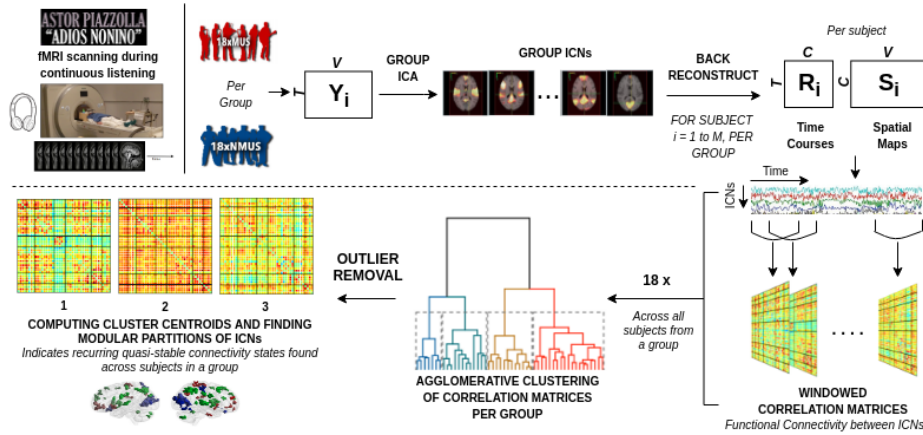 ASTOR PIAZZOLLA
“ADIOS NONINO”
fMRI scanning during
continuous listening
18xMUS
Per
Group
18xNMUS
V
T
Yi
GROUP
ICA
GROUP ICNs
BACK
RECONSTRUCT
FOR SUBJECT
i = 1 to M, PER
GROUP
Per subject
C
T
Ri
V
C
Si
Time
Courses
Spatial
Maps
Time
ICNs
WINDOWED
CORRELATION MATRICES
Functional Connectivity between ICNs
18 x
Across all
subjects from
a group
AGGLOMERATIVE CLUSTERING
OF CORRELATION MATRICES
PER GROUP
OUTLIER
REMOVAL
1 2 3
COMPUTING CLUSTER CENTROIDS AND FINDING
MODULAR PARTITIONS OF ICNs
Indicates recurring quasi-stable connectivity states found
across subjects in a group